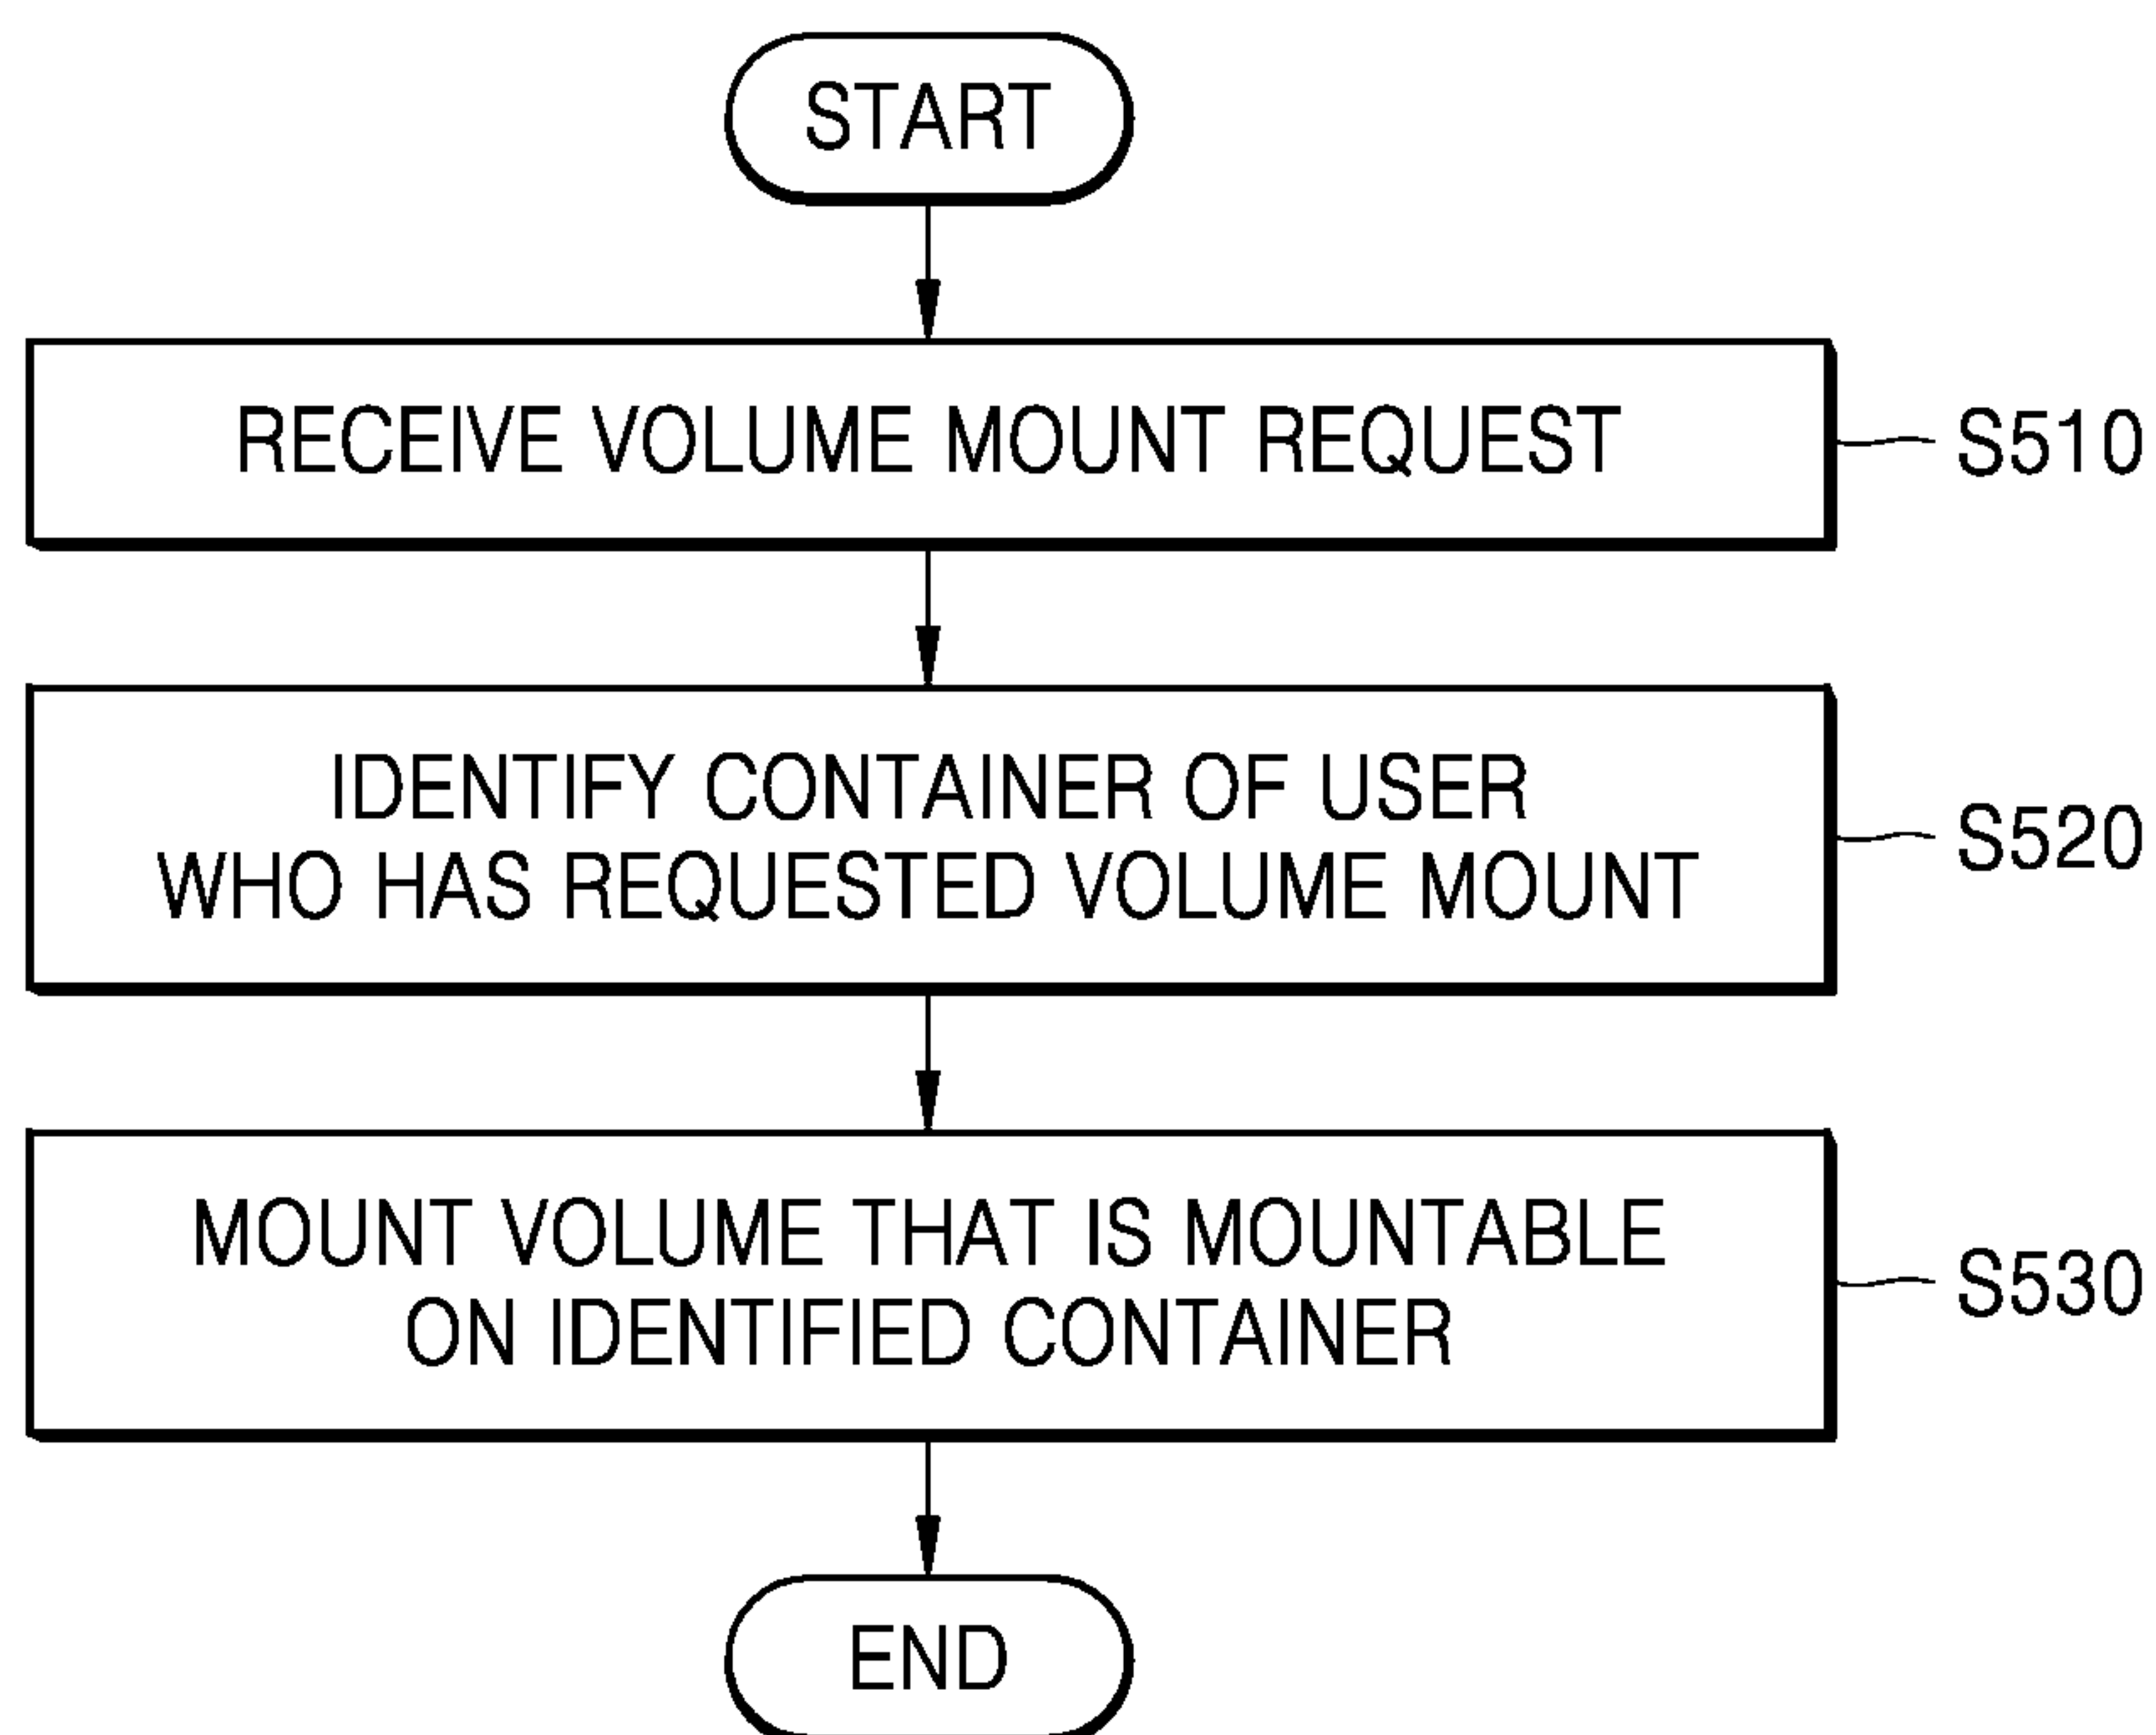 START
RECEIVE VOLUME MOUNT REQUEST
S510
IDENTIFY CONTAINER OF USER
WHO HAS REQUESTED VOLUME MOUNT
S520
MOUNT VOLUME THAT IS MOUNTABLE
ON IDENTIFIED CONTAINER
S530
END